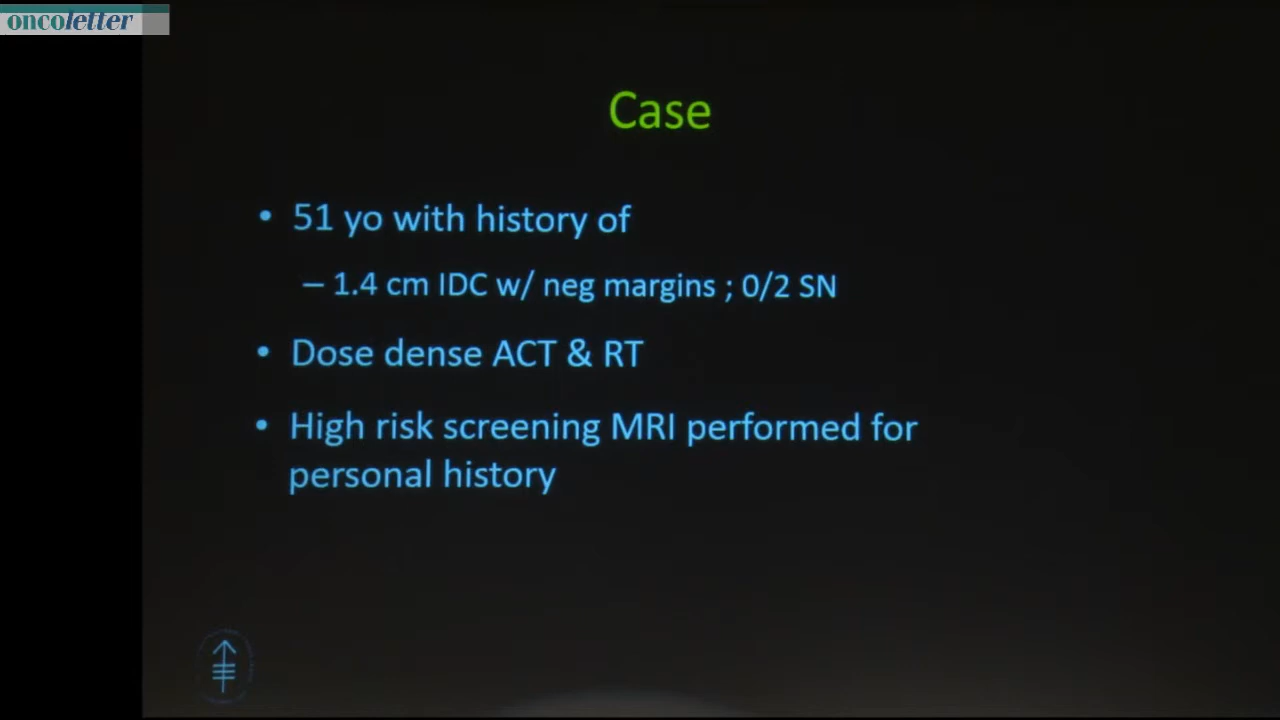 oncoletter
Case
• 51 yo with history of
– 1.4 cm IDC w/ neg margins ; 0/2 SN
• Dose dense ACT & RT
• High risk screening MRI performed for
personal history